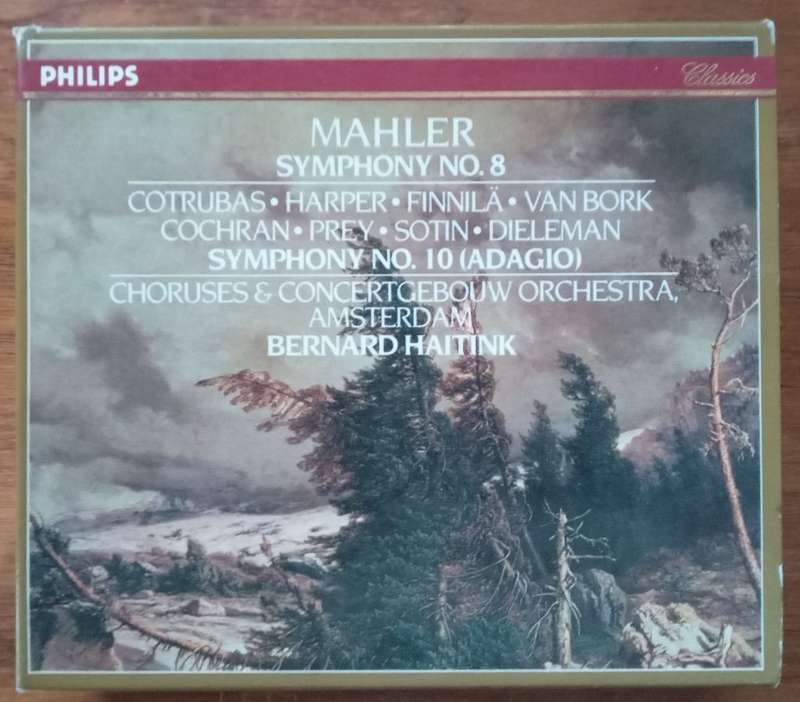 PHILIPS
Classics
MAHLER
SYMPHONY NO. 8
COTRUBAS • HARPER • FINNILÄ • VAN BORK
COCHRAN • PREY • SOTIN • DIELEMAN
SYMPHONY NO. 10 (ADAGIO)
CHORUSES & CONCERTGEBOUW ORCHESTRA,
AMSTERDAM
BERNARD HAITINK